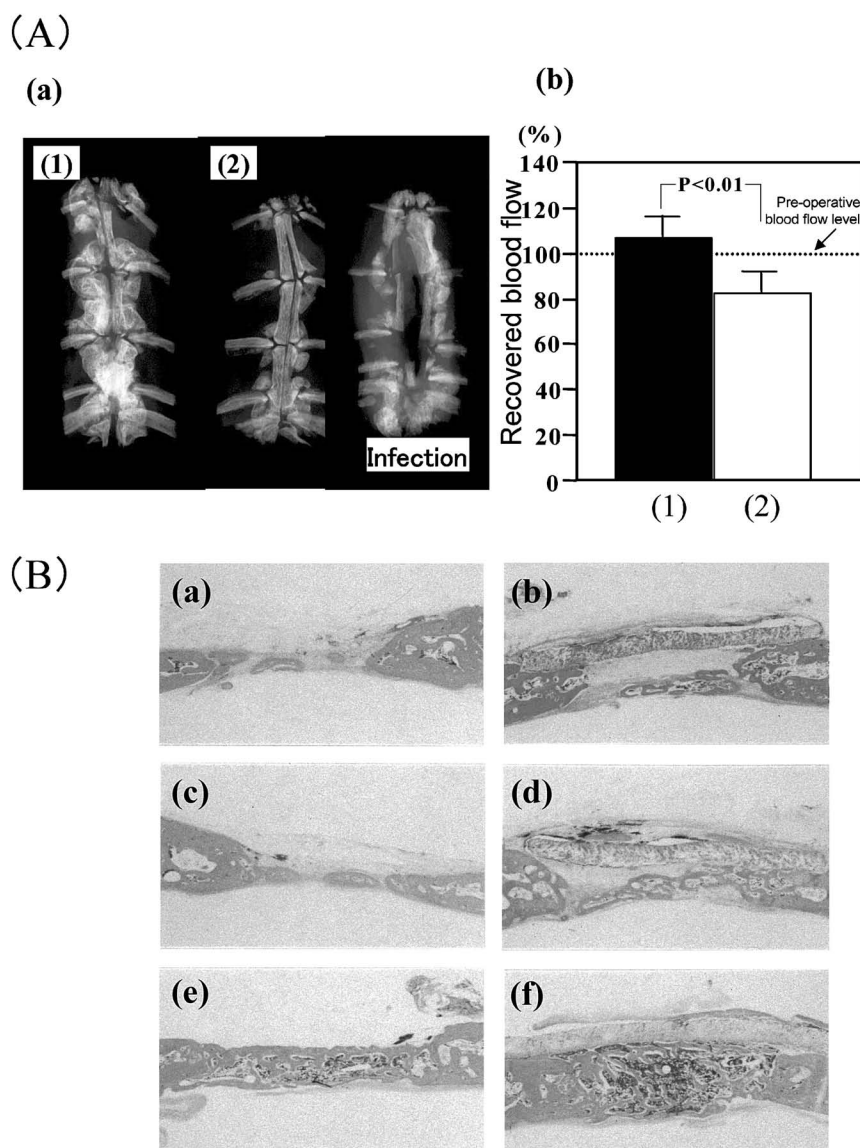 (A)
(a)
(b)
(1)
(2)
Infection
(%)
140
120
100
80
60
40
20
0
Recovered blood flow
P<0.01
Pre-operative
blood flow level
(1)
(2)
(B)
(a)
(b)
(c)
(d)
(e)
(f)